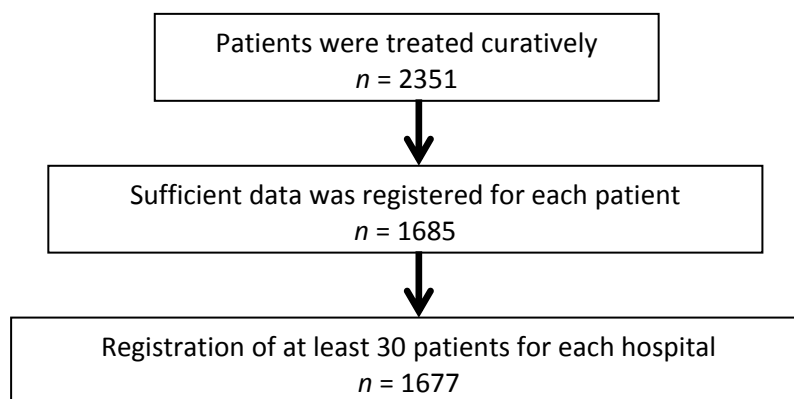 Patients were treated curatively
n = 2351
Sufficient data was registered for each patient
n = 1685
Registration of at least 30 patients for each hospital
n = 1677